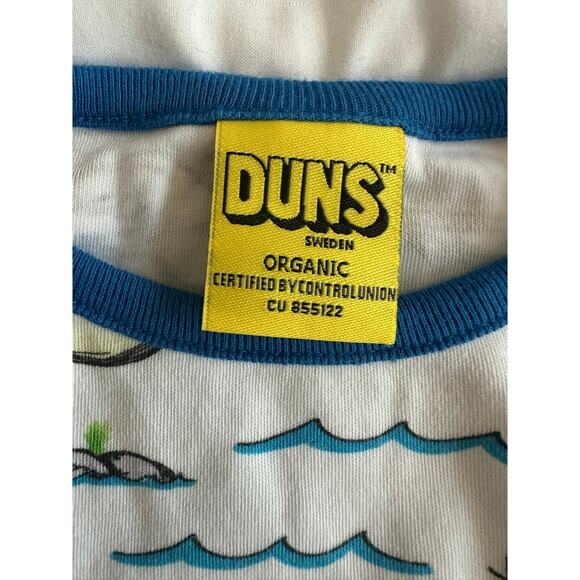 DUNS™
SWEDEN
ORGANIC
CERTIFIED BY CONTROLUNION
CU 855122